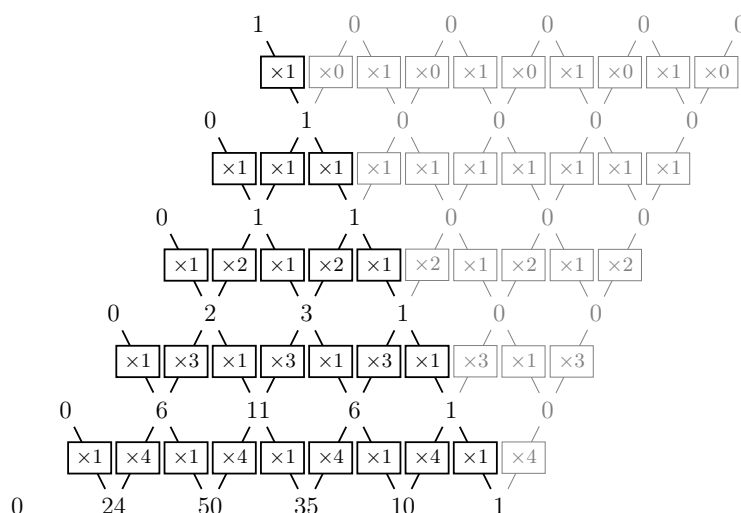 1 0 0 0 0 0
×1 ×0 ×1 ×0 ×1 ×0 ×1 ×0 ×1 ×0
0 1 0 0 0 0
×1 ×1 ×1 ×1 ×1 ×1 ×1 ×1 ×1 ×1
0 1 1 0 0 0
×1 ×2 ×1 ×2 ×1 ×2 ×1 ×2 ×1 ×2
0 2 3 1 0 0
×1 ×3 ×1 ×3 ×1 ×3 ×1 ×3 ×1 ×3
0 6 11 6 1 0
×1 ×4 ×1 ×4 ×1 ×4 ×1 ×4 ×1 ×4
0 24 50 35 10 1